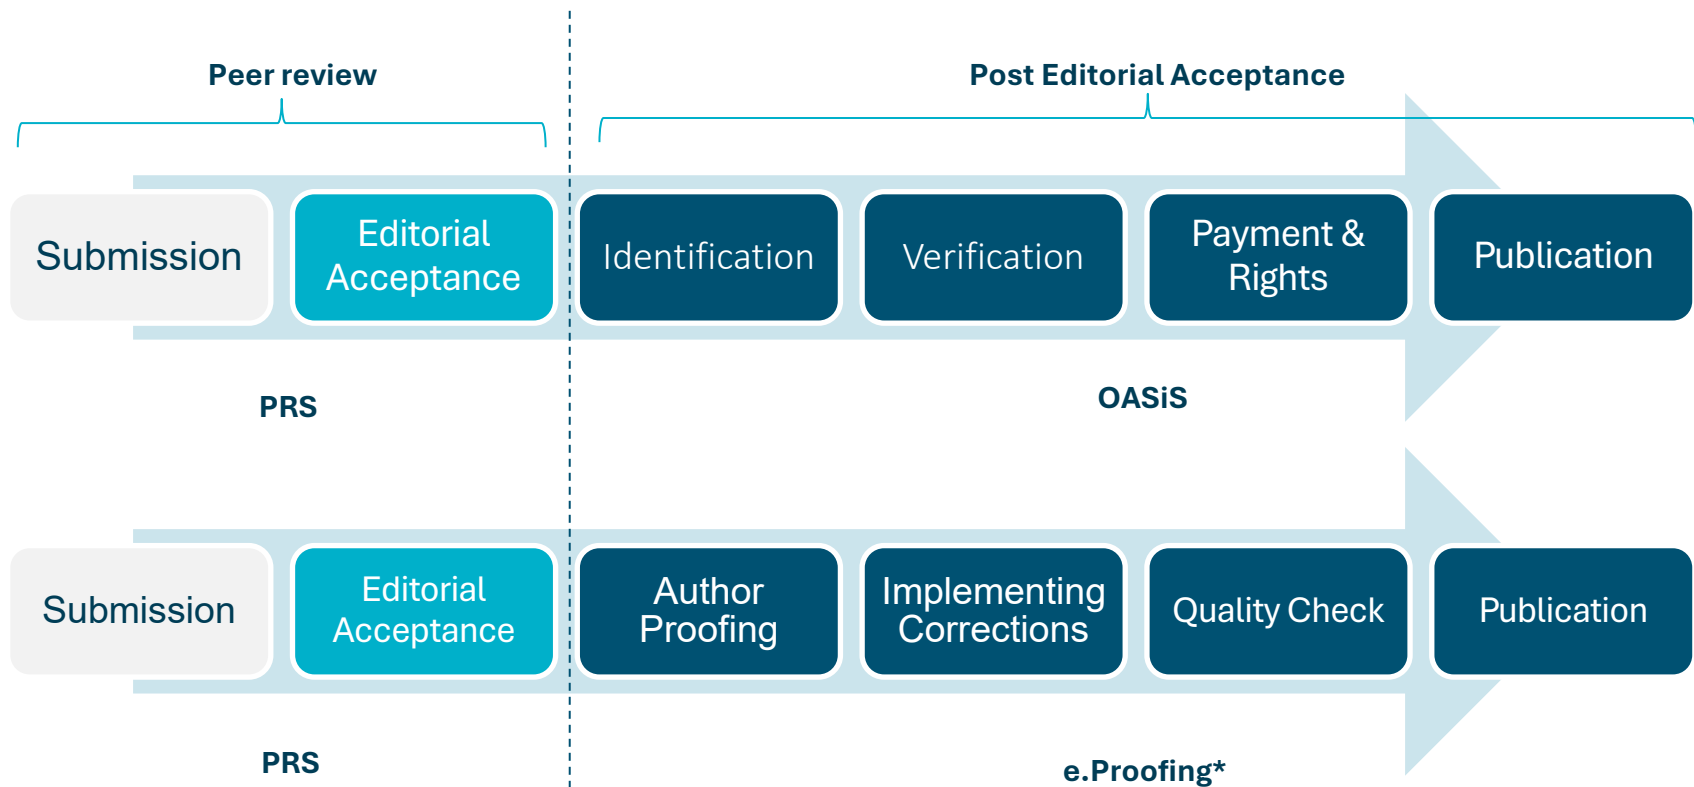 Peer review
Post Editorial Acceptance
Submission
Editorial
Acceptance
Identification
Verification
Payment &
Rights
Publication
PRS
OASiS
Submission
Editorial
Acceptance
Author
Proofing
Implementing
Corrections
Quality Check
Publication
PRS
e.Proofing*